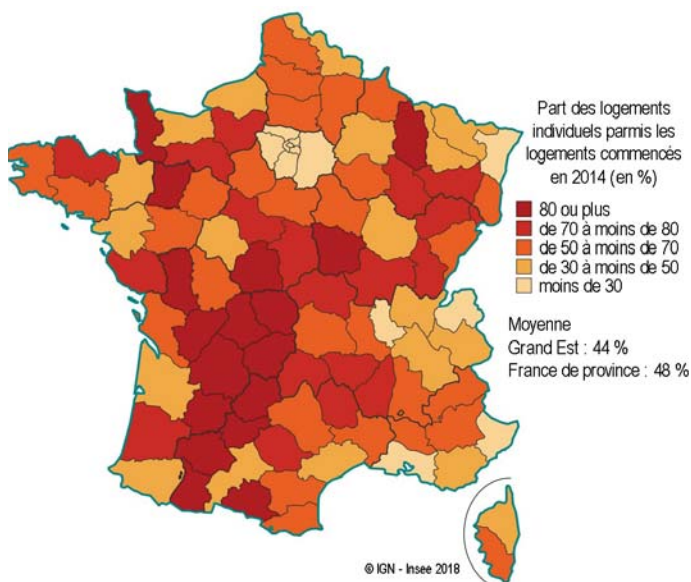 Part des logements
individuels parmis les
logements commencés
en 2014 (en %)
80 ou plus
de 70 à moins de 80
de 50 à moins de 70
de 30 à moins de 50
moins de 30
Moyenne
Grand Est : 44 %
France de province : 48 %
© IGN - Insee 2018